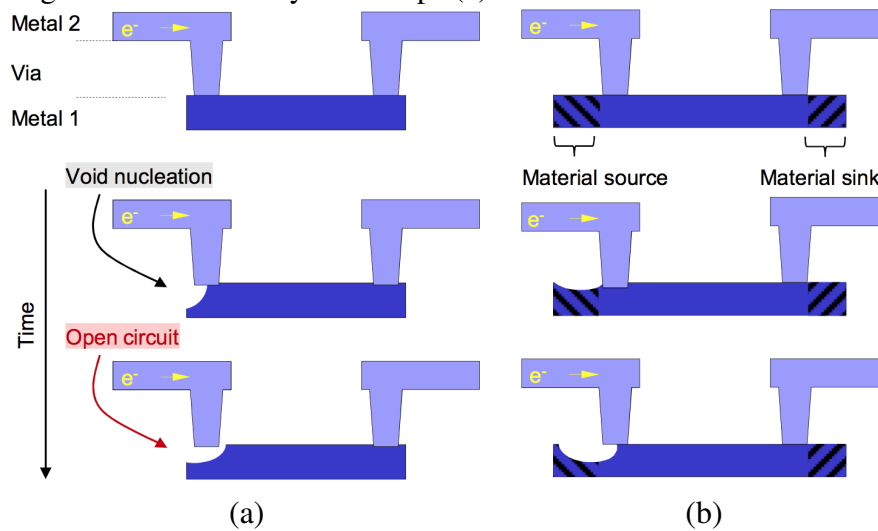 Metal 2
e-
e-
Via
Metal 1
Void nucleation
Material source
Material sink
e-
e-
Time
Open circuit
e-
e-
(a)
(b)